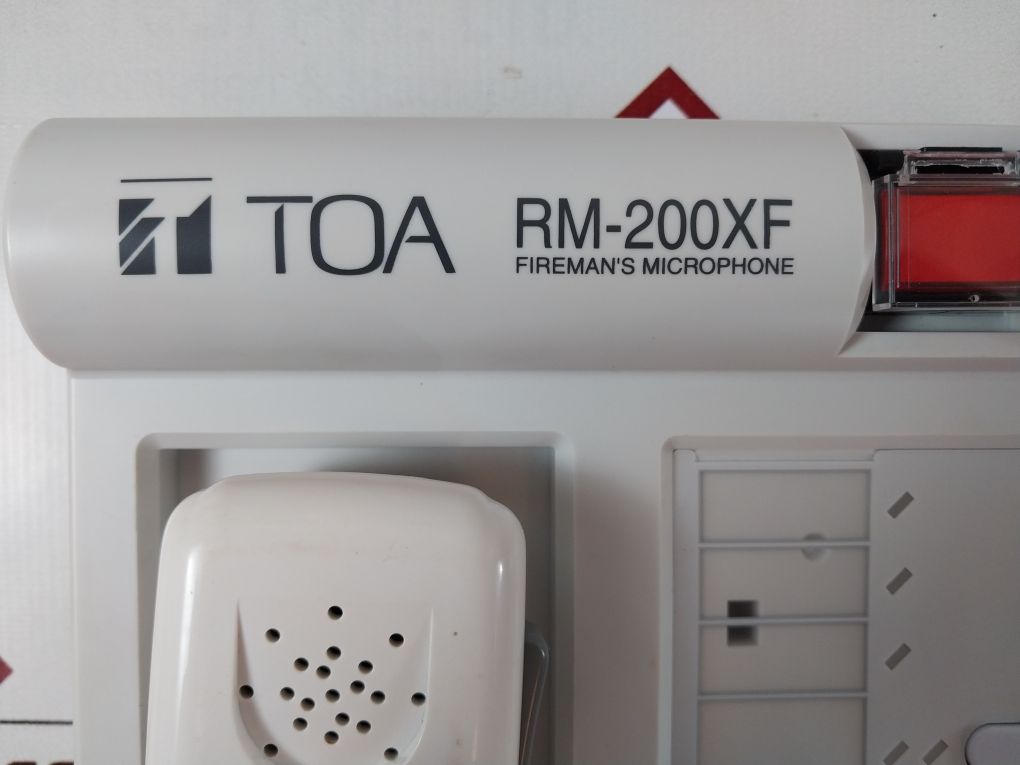 TOA
RM-200XF
FIREMAN'S MICROPHONE